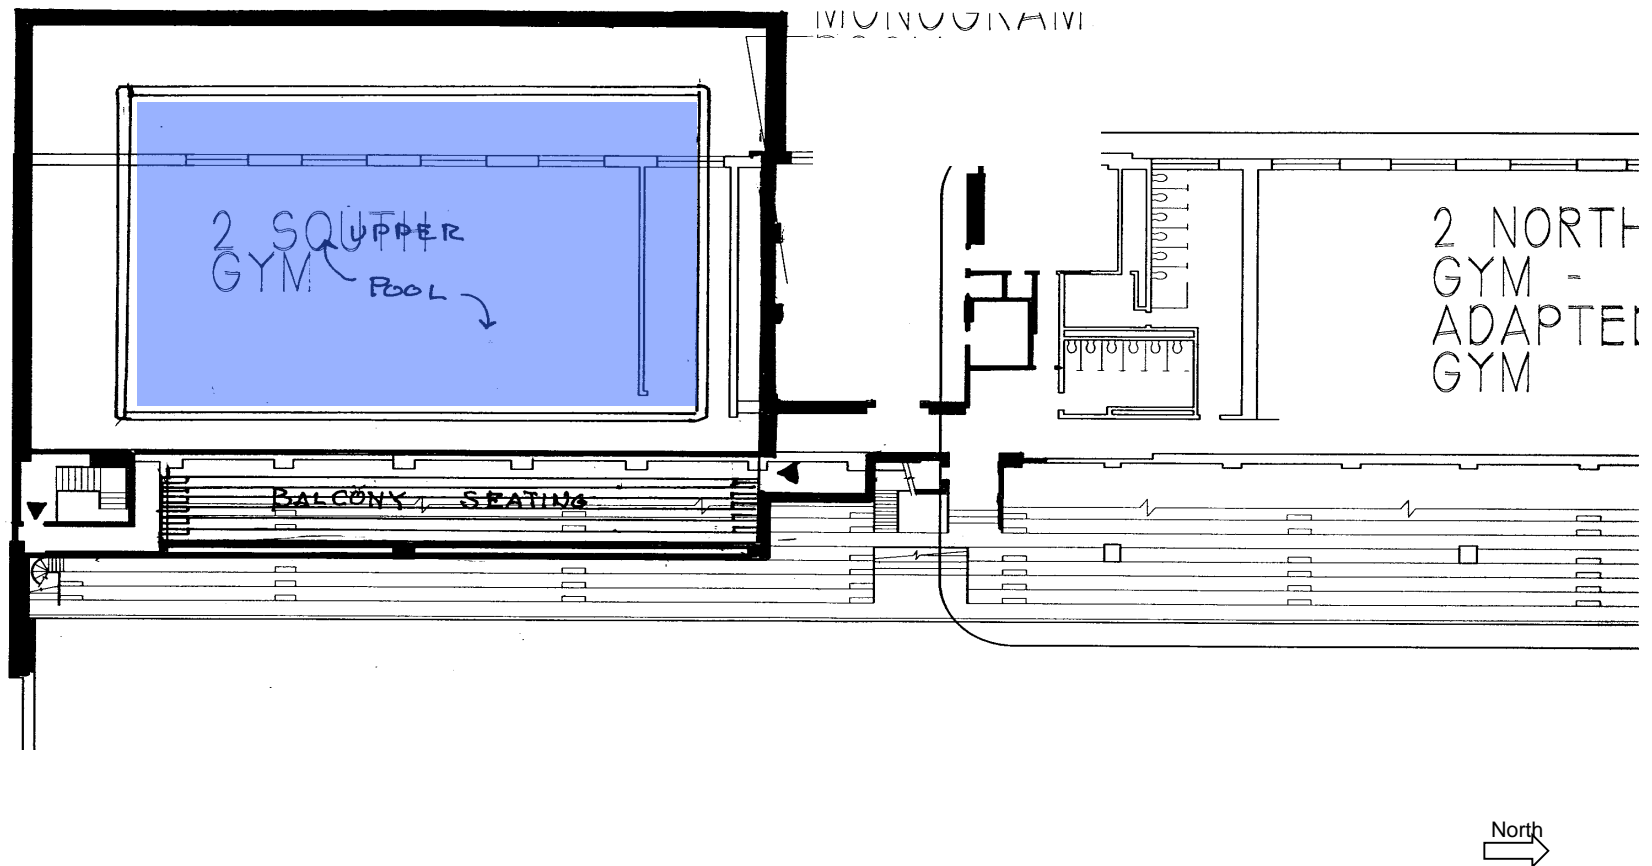 MONOGRAM
2 SOUTH
GYM
UPPER
POOL
2 NORTH
GYM -
ADAPTED
GYM
BALCONY SEATING
North